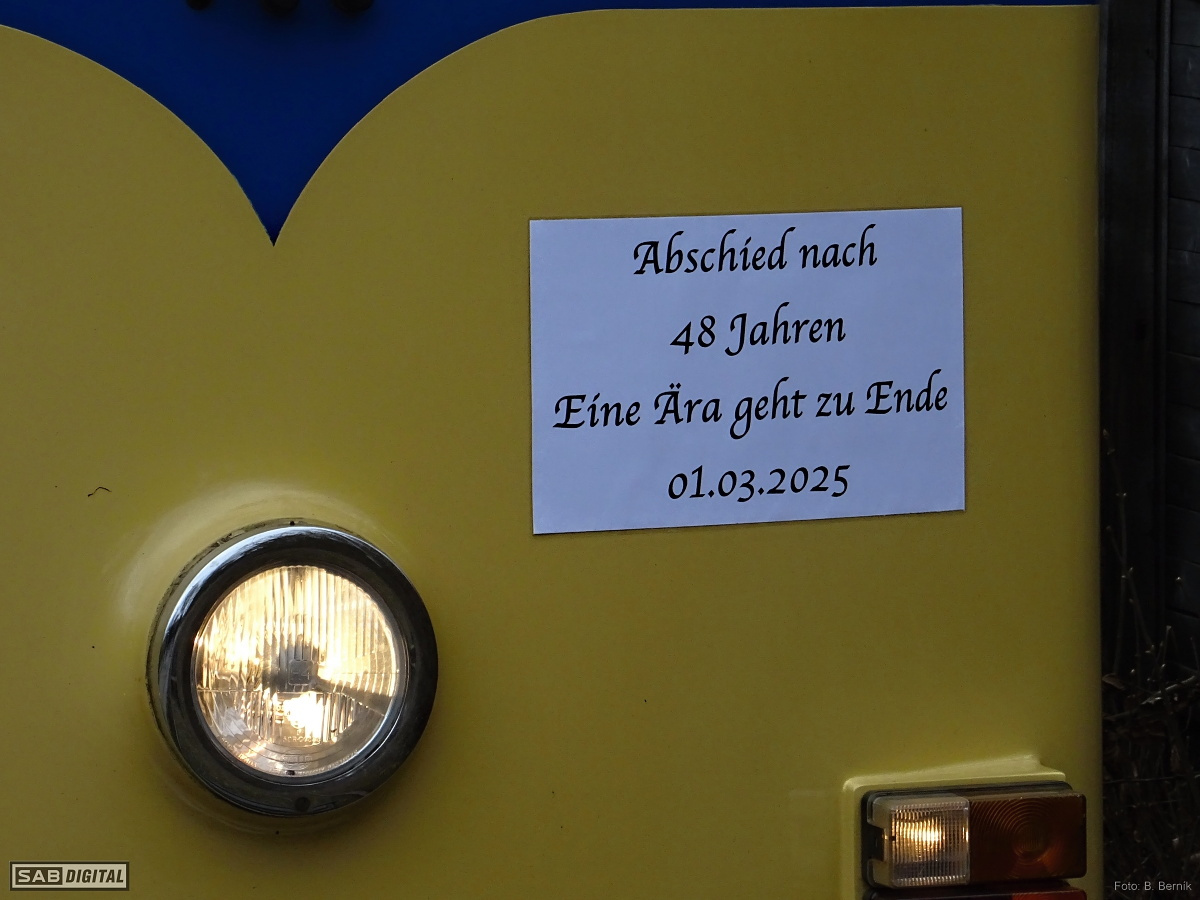 Abschied nach
48 Jahren
Eine Ära geht zu Ende
01.03.2025
SAB DIGITAL
Foto: B. Bernik